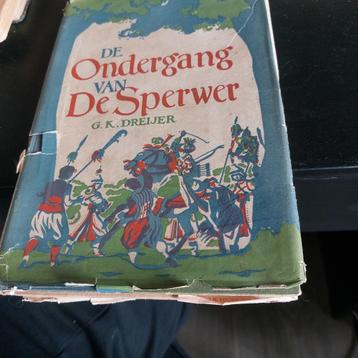 DE
Ondergang
VAN
De Sperwer
G. K. DREIJER